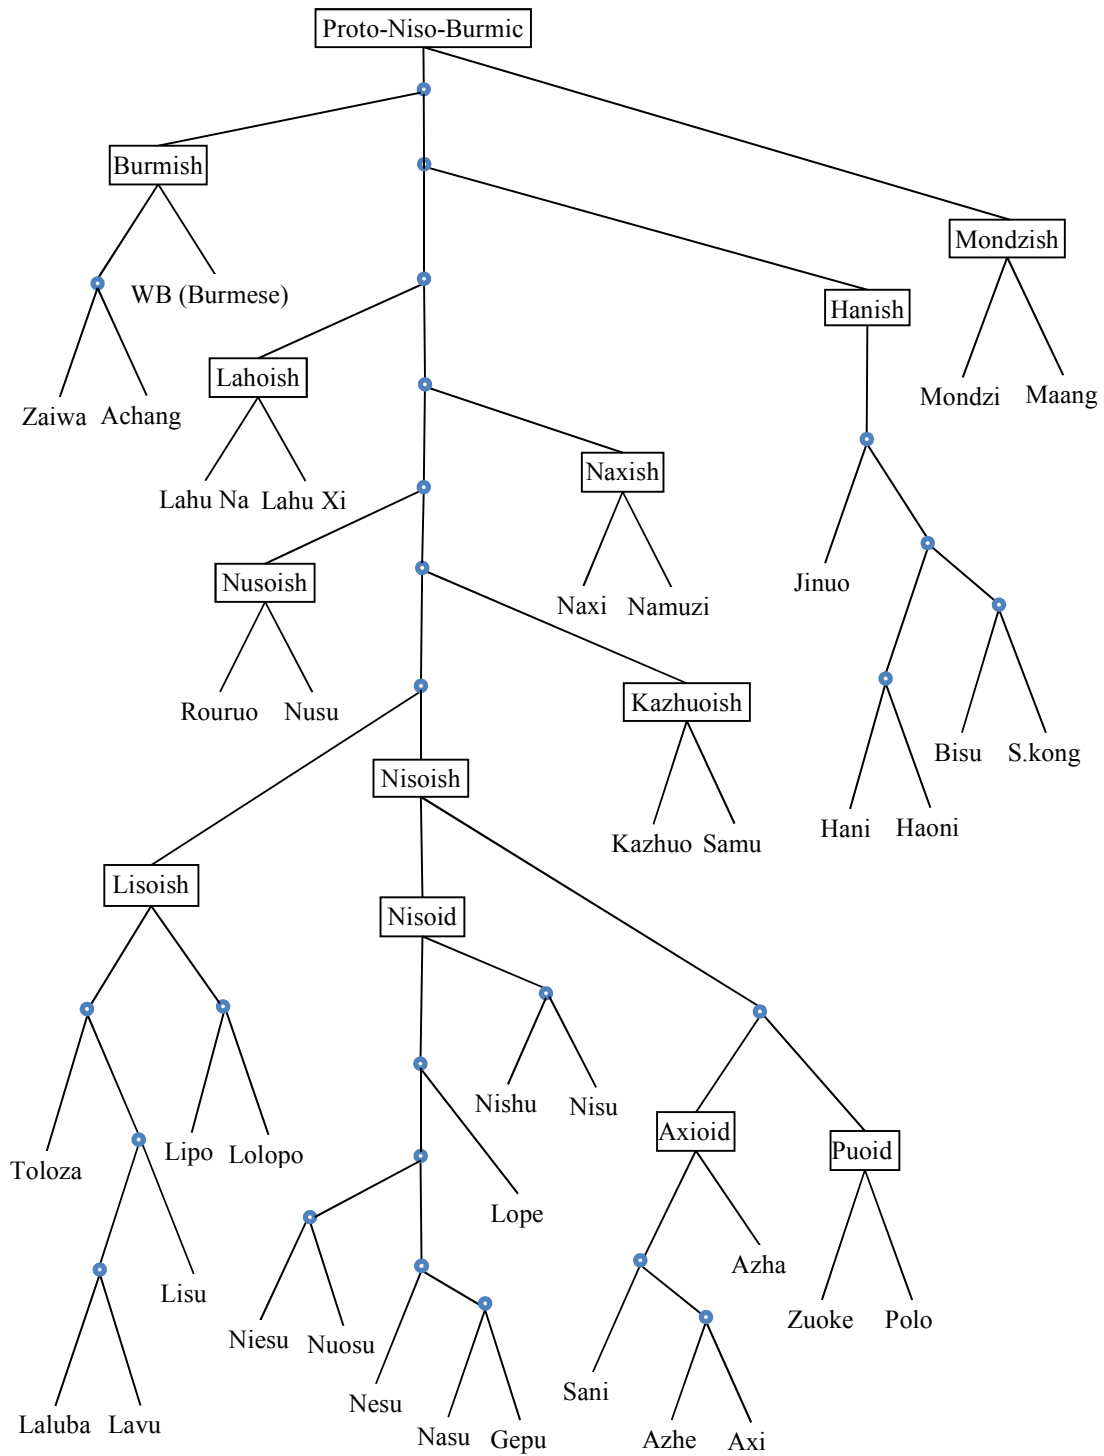 Proto-Niso-Burmic
Burmish
Mondzish
WB (Burmese)
Hanish
Lahoish
Zaiwa Achang
Mondzi Maang
Naxish
Lahu Na Lahu Xi
Nusoish
Jinuo
Naxi Namuzi
Kazhuoish
Rouruo Nusu
Bisu S.kong
Nisoish
Hani Haoni
Kazhuo Samu
Lisoish
Nisoid
Nishu Nisu
Axioid
Puoid
Toloza
Lipo Lolopo
Lope
Azha
Lisu
Zuoke Polo
Niesu Nuosu
Sani
Nesu
Laluba Lavu
Nasu Gepu
Azhe Axi